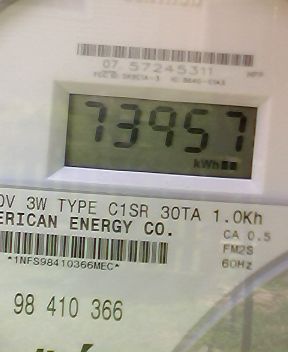 07 57245311
73957
kWh
0V 3W TYPE C1SR 30TA 1.0Kh
ERICAN ENERGY CO.
CA 0.5
FM2S
60Hz
*1NFS98410366MEC*
98 410 366